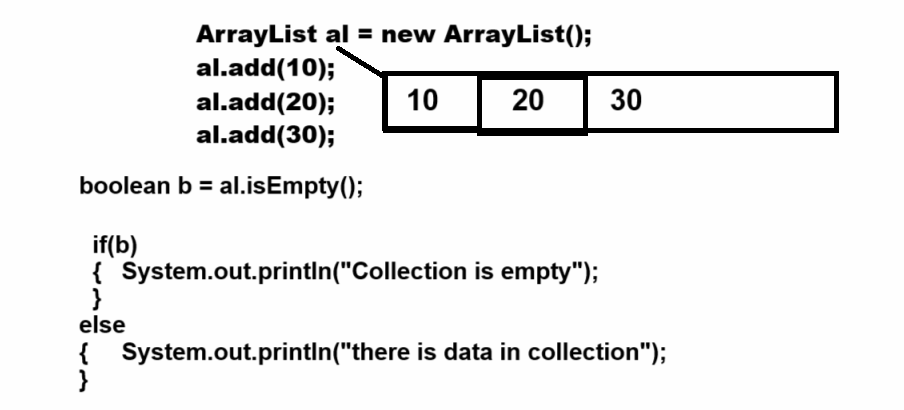 ArrayList al = new ArrayList();
al.add(10);
al.add(20);
al.add(30);
10 20 30
boolean b = al.isEmpty();
if(b)
{ System.out.println("Collection is empty");
}
else
{ System.out.println("there is data in collection");
}